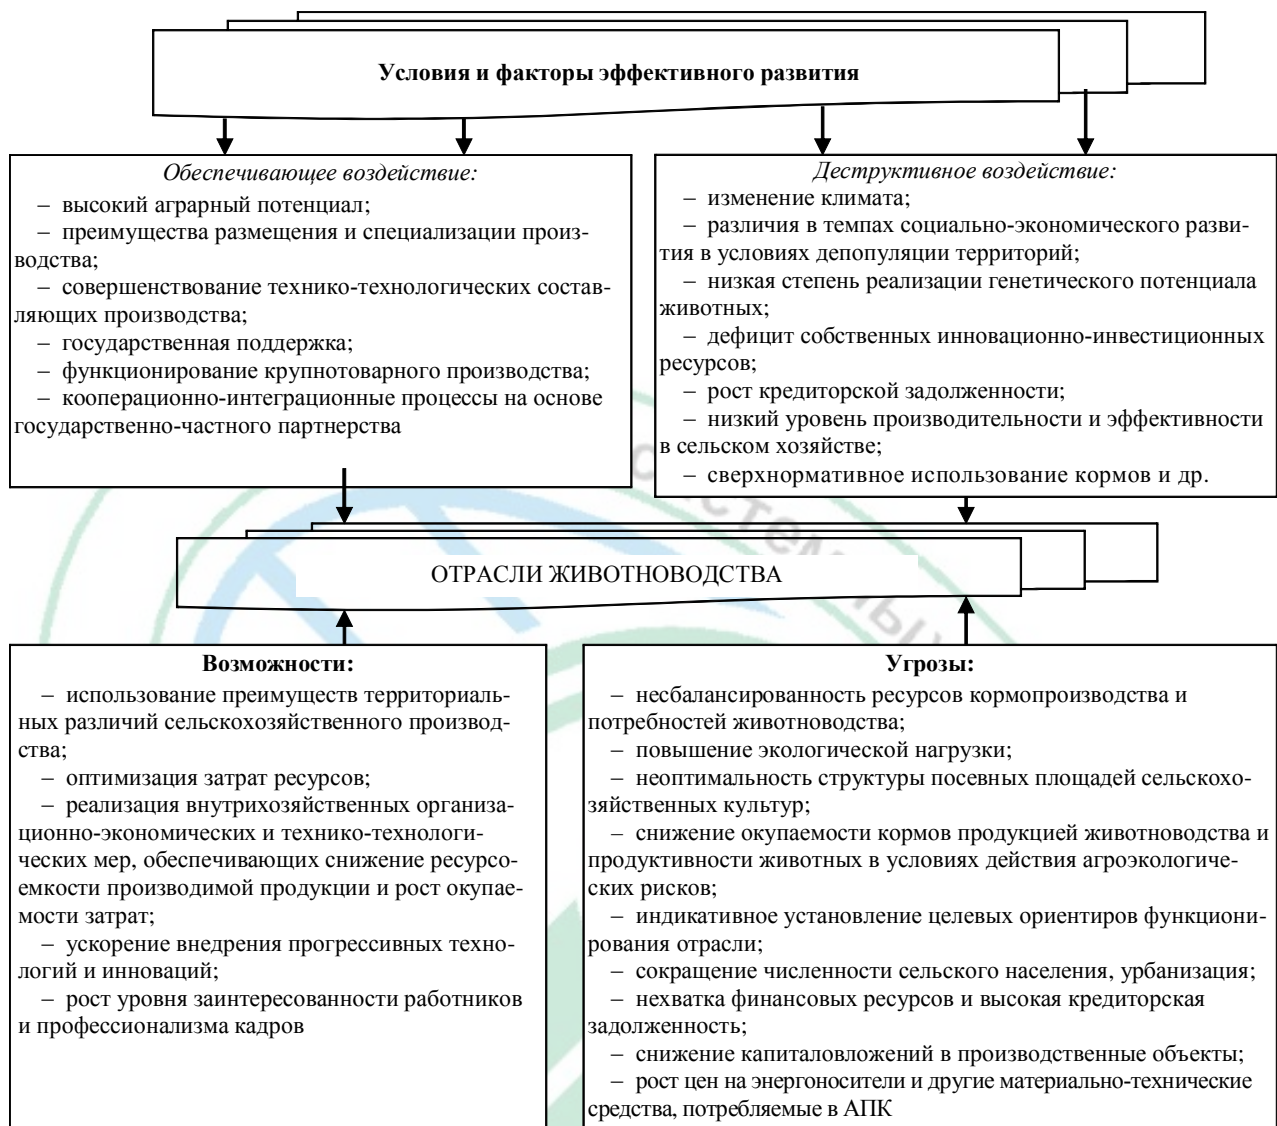 Условия и факторы эффективного развития
Обеспечивающее воздействие:
– высокий аграрный потенциал;
– преимущества размещения и специализации произ-
водства;
– совершенствование технико-технологических состав-
ляющих производства;
– государственная поддержка;
– функционирование крупнотоварного производства;
– кооперационно-интеграционные процессы на основе
государственно-частного партнерства
Деструктивное воздействие:
– изменение климата;
– различия в темпах социально-экономического разви-
тия в условиях депопуляции территорий;
– низкая степень реализации генетического потенциала
животных;
– дефицит собственных инновационно-инвестиционных
ресурсов;
– рост кредиторской задолженности;
– низкий уровень производительности и эффективности
в сельском хозяйстве;
– сверхнормативное использование кормов и др.
ОТРАСЛИ ЖИВОТНОВОДСТВА
Возможности:
– использование преимуществ территориаль-
ных различий сельскохозяйственного производ-
ства;
– оптимизация затрат ресурсов;
– реализация внутрихозяйственных организа-
ционно-экономических и технико-технологи-
ческих мер, обеспечивающих снижение ресурсо-
емкости производимой продукции и рост окупае-
мости затрат;
– ускорение внедрения прогрессивных техно-
логий и инноваций;
– рост уровня заинтересованности работников
и профессионализма кадров
Угрозы:
– несбалансированность ресурсов кормопроизводства и
потребностей животноводства;
– повышение экологической нагрузки;
– неоптимальность структуры посевных площадей сельскохо-
зяйственных культур;
– снижение окупаемости кормов продукцией животноводства и
продуктивности животных в условиях действия агроэкологиче-
ских рисков;
– индикативное установление целевых ориентиров функциони-
рования отрасли;
– сокращение численности сельского населения, урбанизация;
– нехватка финансовых ресурсов и высокая кредиторская
задолженность;
– снижение капиталовложений в производственные объекты;
– рост цен на энергоносители и другие материально-технические
средства, потребляемые в АПК